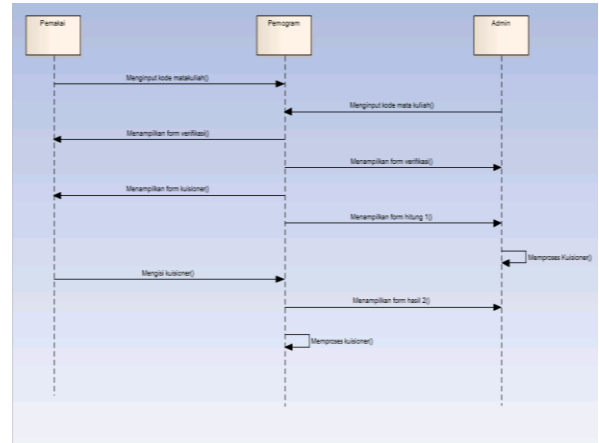 Pemakai
Pemogram
Admin
Menginput kode matakuliah()
Menginput kode mata kuliah()
Menampilkan form verifikasi()
Menampilkan form verifikasi()
Menampilkan form kuisioner()
Menampilkan form hitung 1()
Memproses Kuisioner()
Mengisi kuisioner()
Menampilkan form hasil 2()
Memproses kuisioner()